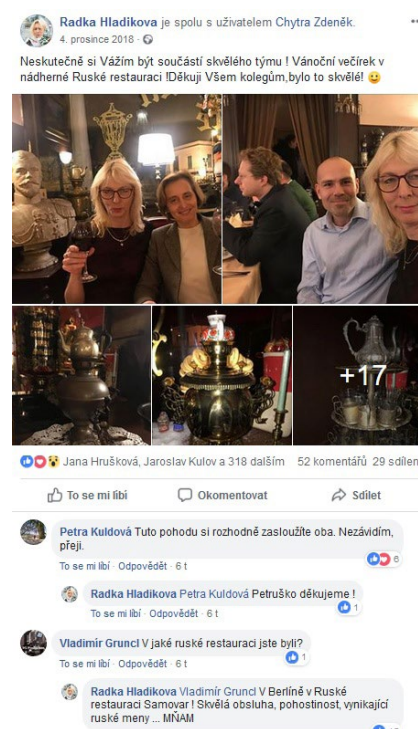 Radka Hladikova je spolu s uživatelem Chytra Zdeněk.
4. prosince 2018 ·
Neskutečně si Vážím být součástí skvělého týmu ! Vánoční večírek v
nádherné Ruské restauraci !Děkuji Všem kolegům,bylo to skvělé! 😃
+17
Jana Hrušková, Jaroslav Kulov a 318 dalším 52 komentářů 29 sdílen
To se mi líbí Okomentovat Sdílet
Petra Kuldová Tuto pohodu si rozhodně zasloužíte oba. Nezávidím,
přeji.
To se mi líbí · Odpovědět · 6 t 6
Radka Hladikova Petra Kuldová Petruško děkujeme !
To se mi líbí · Odpovědět · 6 t 1
Vladimír Gruncl V jaké ruské restauraci jste byli?
To se mi líbí · Odpovědět · 6 t 1
Radka Hladikova Vladimír Gruncl V Berlíně v Ruské
restauraci Samovar ! Skvělá obsluha, pohostinost, vynikající
ruské meny ... MŇAM